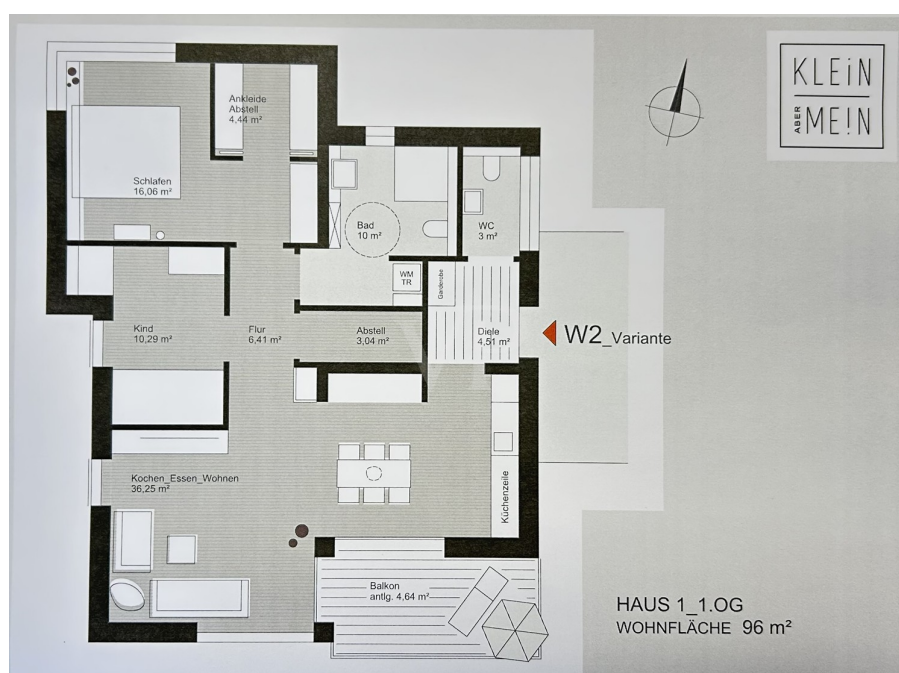 KLEiN
ABER
ME!N
Ankleide
Abstell
4,44 m²
Schlafen
16,06 m²
Bad
10 m²
WC
3 m²
WM
TR
Garderobe
Kind
10,29 m²
Flur
6,41 m²
Abstell
3,04 m²
Diele
4,51 m²
W2_Variante
Kochen_Essen_Wohnen
36,25 m²
Küchenzeile
Balkon
antlg. 4,64 m²
HAUS 1_1.OG
WOHNFLÄCHE 96 m²